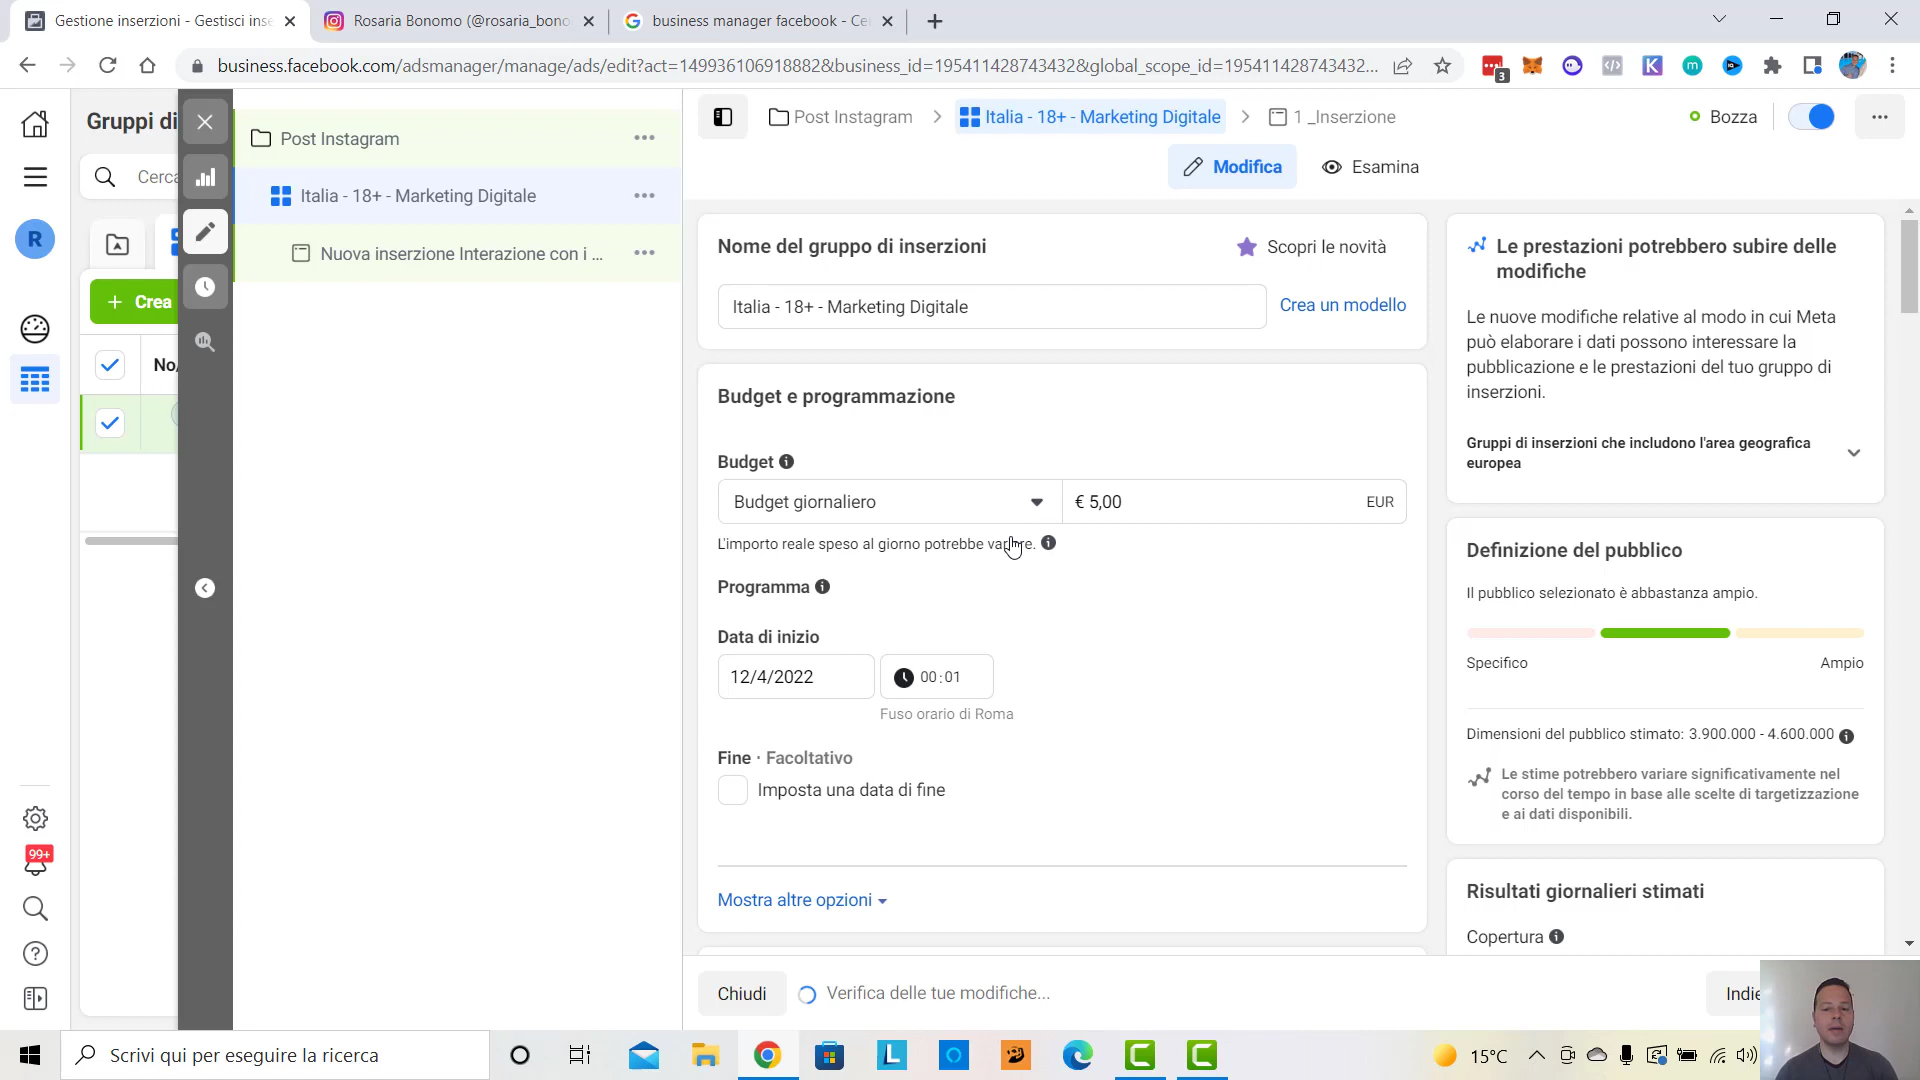 Gestione inserzioni - Gestisci inse
Rosaria Bonomo (@rosaria_bono
business manager facebook - Ce
business.facebook.com/adsmanager/manage/ads/edit?act=149936106918882&business_id=195411428743432&global_scope_id=195411428743432...
3
Gruppi di
Cerca
R
Crea
No
99+
Post Instagram
Italia - 18+ - Marketing Digitale
Nuova inserzione Interazione con i ...
Post Instagram
Italia - 18+ - Marketing Digitale
1 _Inserzione
Bozza
Modifica
Esamina
Nome del gruppo di inserzioni
Scopri le novità
Italia - 18+ - Marketing Digitale
Crea un modello
Budget e programmazione
Budget
Budget giornaliero
€ 5,00
EUR
L'importo reale speso al giorno potrebbe variare.
Programma
Data di inizio
12/4/2022
00:01
Fuso orario di Roma
Fine · Facoltativo
Imposta una data di fine
Mostra altre opzioni
Le prestazioni potrebbero subire delle
modifiche
Le nuove modifiche relative al modo in cui Meta
può elaborare i dati possono interessare la
pubblicazione e le prestazioni del tuo gruppo di
inserzioni.
Gruppi di inserzioni che includono l'area geografica
europea
Definizione del pubblico
Il pubblico selezionato è abbastanza ampio.
Specifico
Ampio
Dimensioni del pubblico stimato: 3.900.000 - 4.600.000
Le stime potrebbero variare significativamente nel
corso del tempo in base alle scelte di targetizzazione
e ai dati disponibili.
Risultati giornalieri stimati
Copertura
Chiudi
Verifica delle tue modifiche...
Indie
Scrivi qui per eseguire la ricerca
15°C